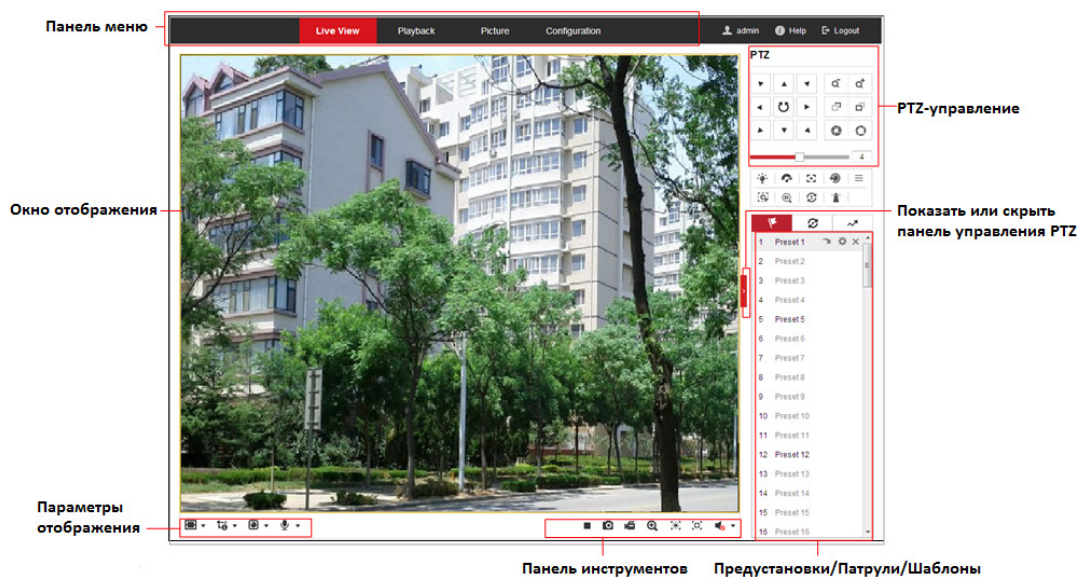 Панель меню
Live View Playback Picture Configuration admin Help Logout
PTZ
PTZ-управление
4
Окно отображения
Показать или скрыть
панель управления PTZ
1 Preset 1
2 Preset 2
3 Preset 3
4 Preset 4
5 Preset 5
6 Preset 6
7 Preset 7
8 Preset 8
9 Preset 9
10 Preset 10
11 Preset 11
12 Preset 12
13 Preset 13
14 Preset 14
15 Preset 15
16 Preset 16
Параметры
отображения
Панель инструментов
Предустановки/Патрули/Шаблоны